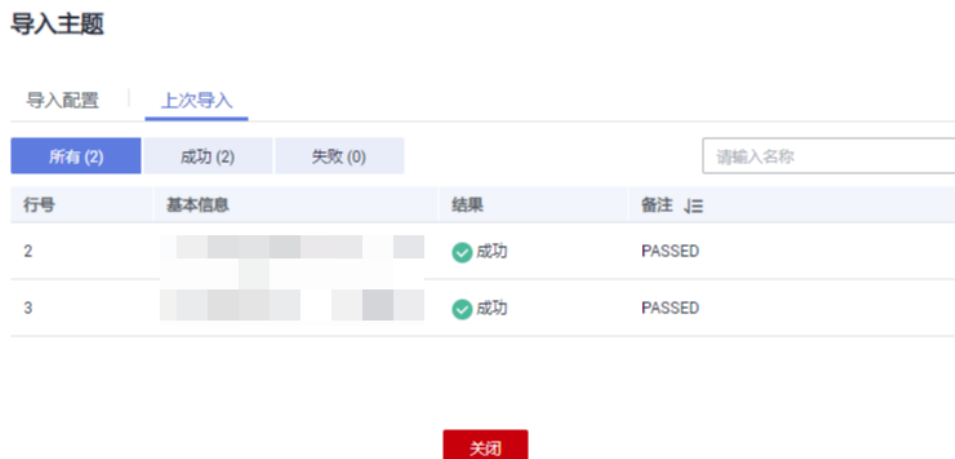 导入主题
导入配置 上次导入
所有 (2) 成功 (2) 失败 (0) 请输入名称
行号 基本信息 结果 备注
2 成功 PASSED
3 成功 PASSED
关闭